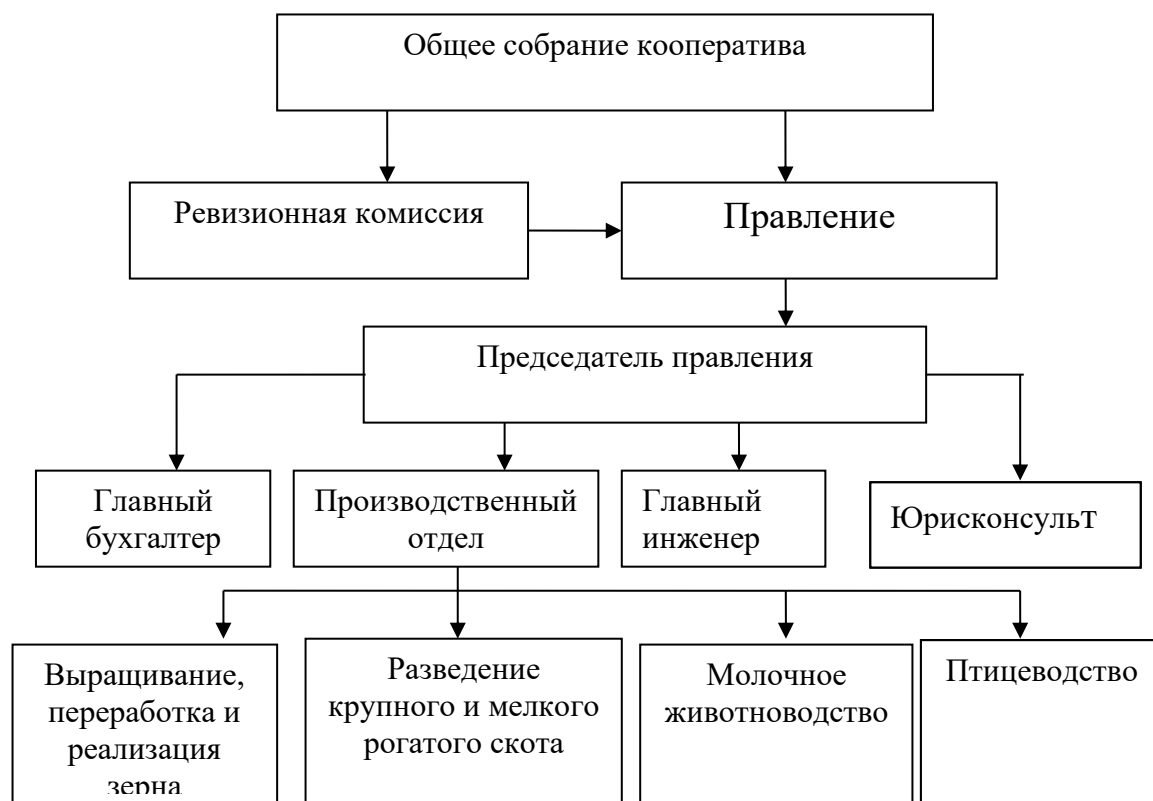 Общее собрание кооператива
Ревизионная комиссия
Правление
Председатель правления
Главный
бухгалтер
Производственный
отдел
Главный
инженер
Юрисконсульт
Выращивание,
переработка и
реализация
зерна
Разведение
крупного и мелкого
рогатого скота
Молочное
животноводство
Птицеводство